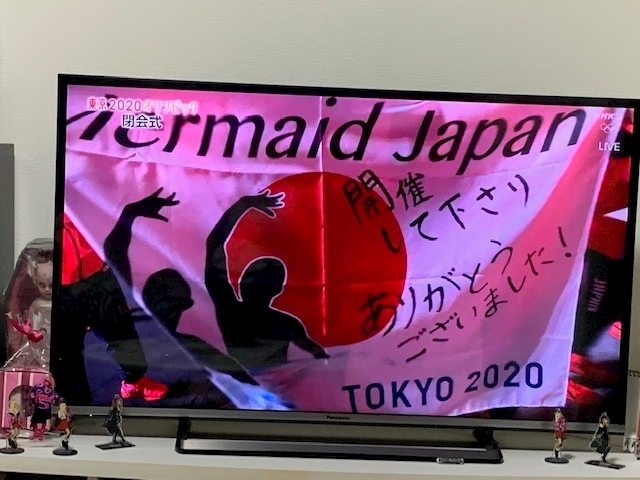 東京2020オリンピック
閉会式
NHK
LIVE
Mermaid Japan
開催
して下さり
ありがとう
ございました!
TOKYO 2020
Panasonic